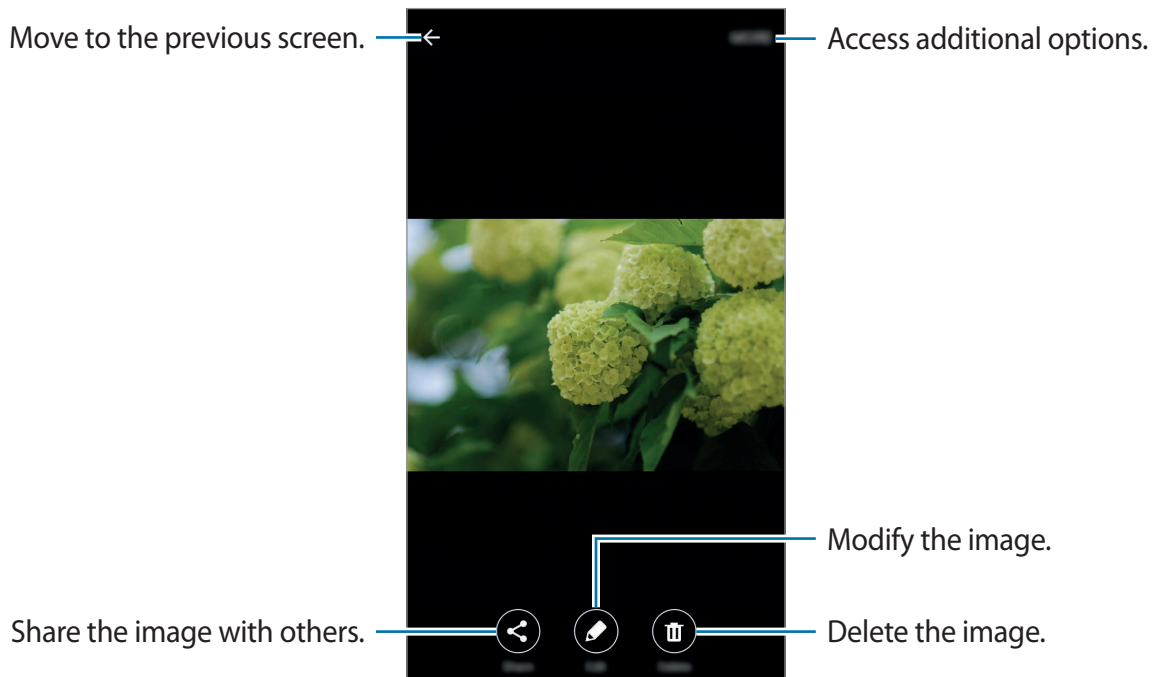 Move to the previous screen.
Access additional options.
Modify the image.
Share the image with others.
Delete the image.